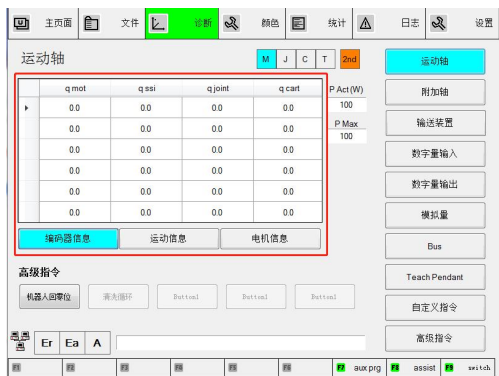 主页面 文件 诊断 颜色 统计 日志 设置
运动轴 M J C T 2nd 运动轴
q mot q ssi q joint q cart P Act (W) 附加轴
0.0 0.0 0.0 0.0 100
0.0 0.0 0.0 0.0 P Max 输送装置
100
0.0 0.0 0.0 0.0 数字量输入
0.0 0.0 0.0 0.0 数字量输出
0.0 0.0 0.0 0.0
0.0 0.0 0.0 0.0 模拟量
编码器信息 运动信息 电机信息 Bus
高级指令 Teach Pendant
机器人回零位 清洗循环 Button1 Button1 Button1 自定义指令
Er Ea A 高级指令
F1 F2 F3 F4 F5 F6 F7 aux prg F8 assist F9 switch